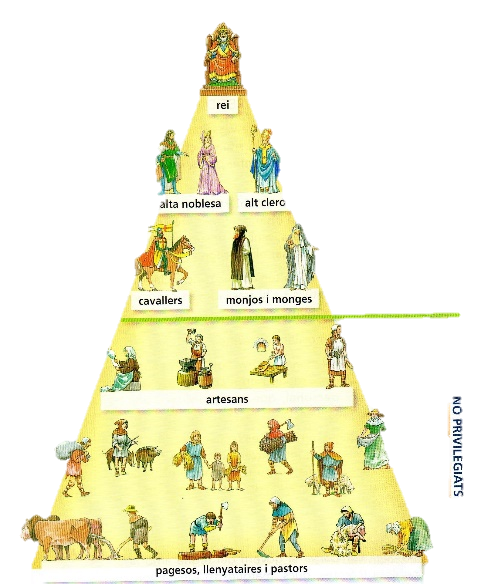 rei
alta noblesa
alt clero
cavallers
monjos i monges
artesans
NO PRIVILEGIATS
pagesos, llenyataires i pastors